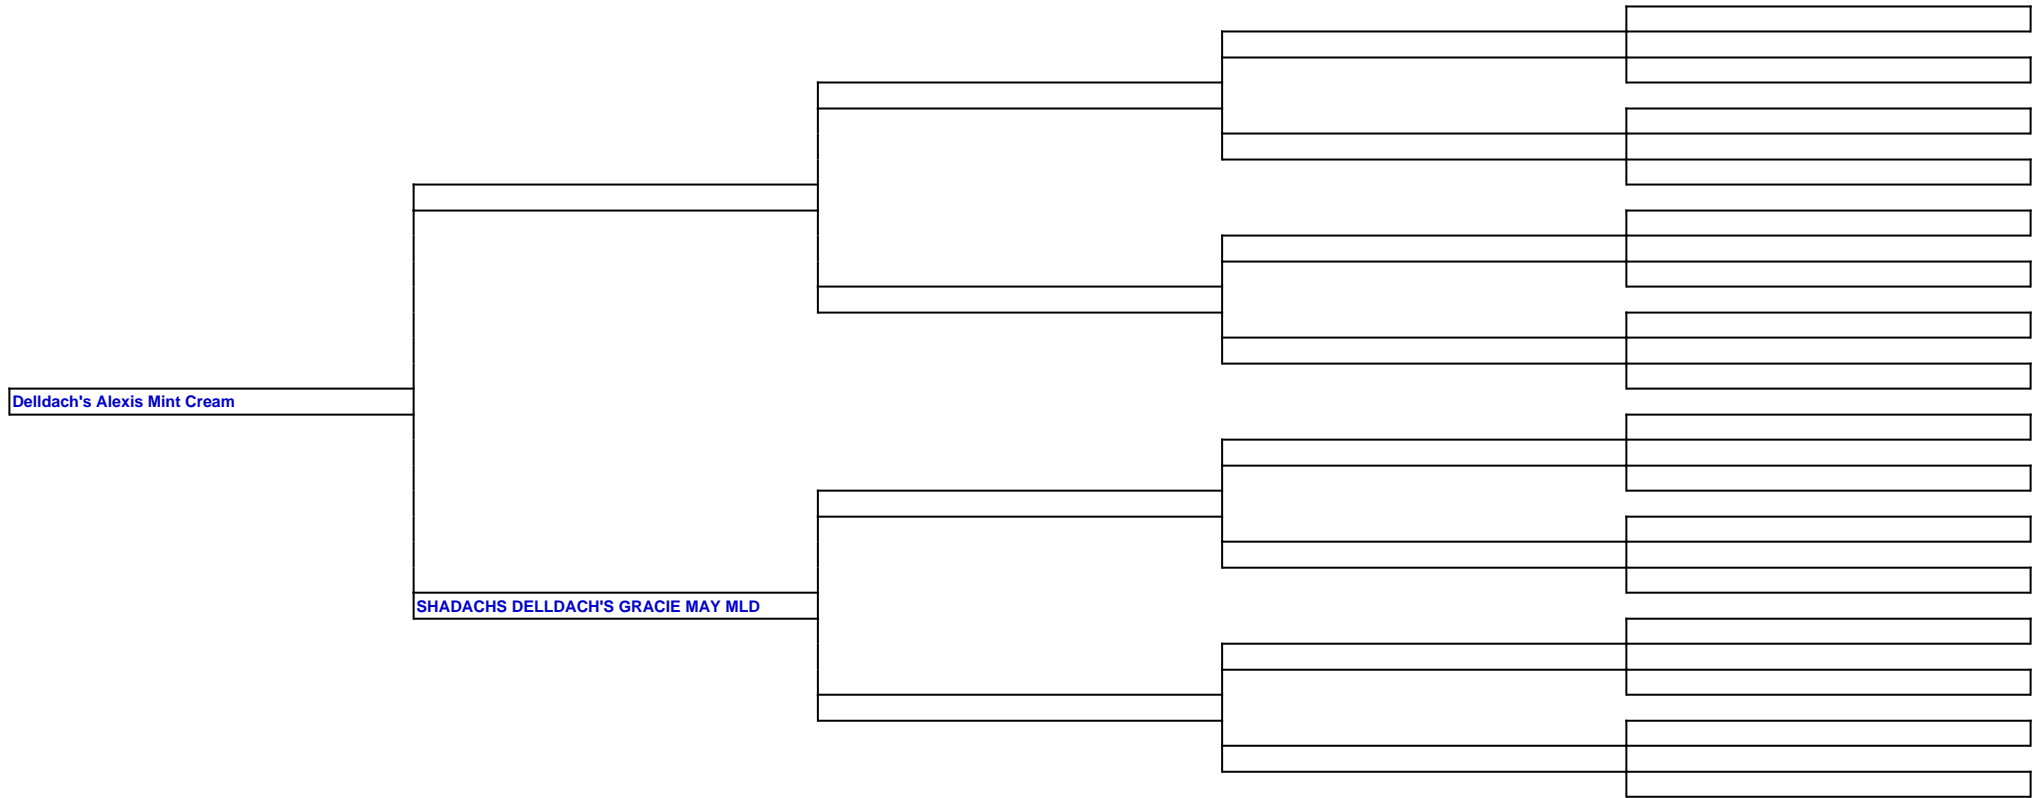 Delldach's Alexis Mint Cream
SHADACHS DELLDACH'S GRACIE MAY MLD